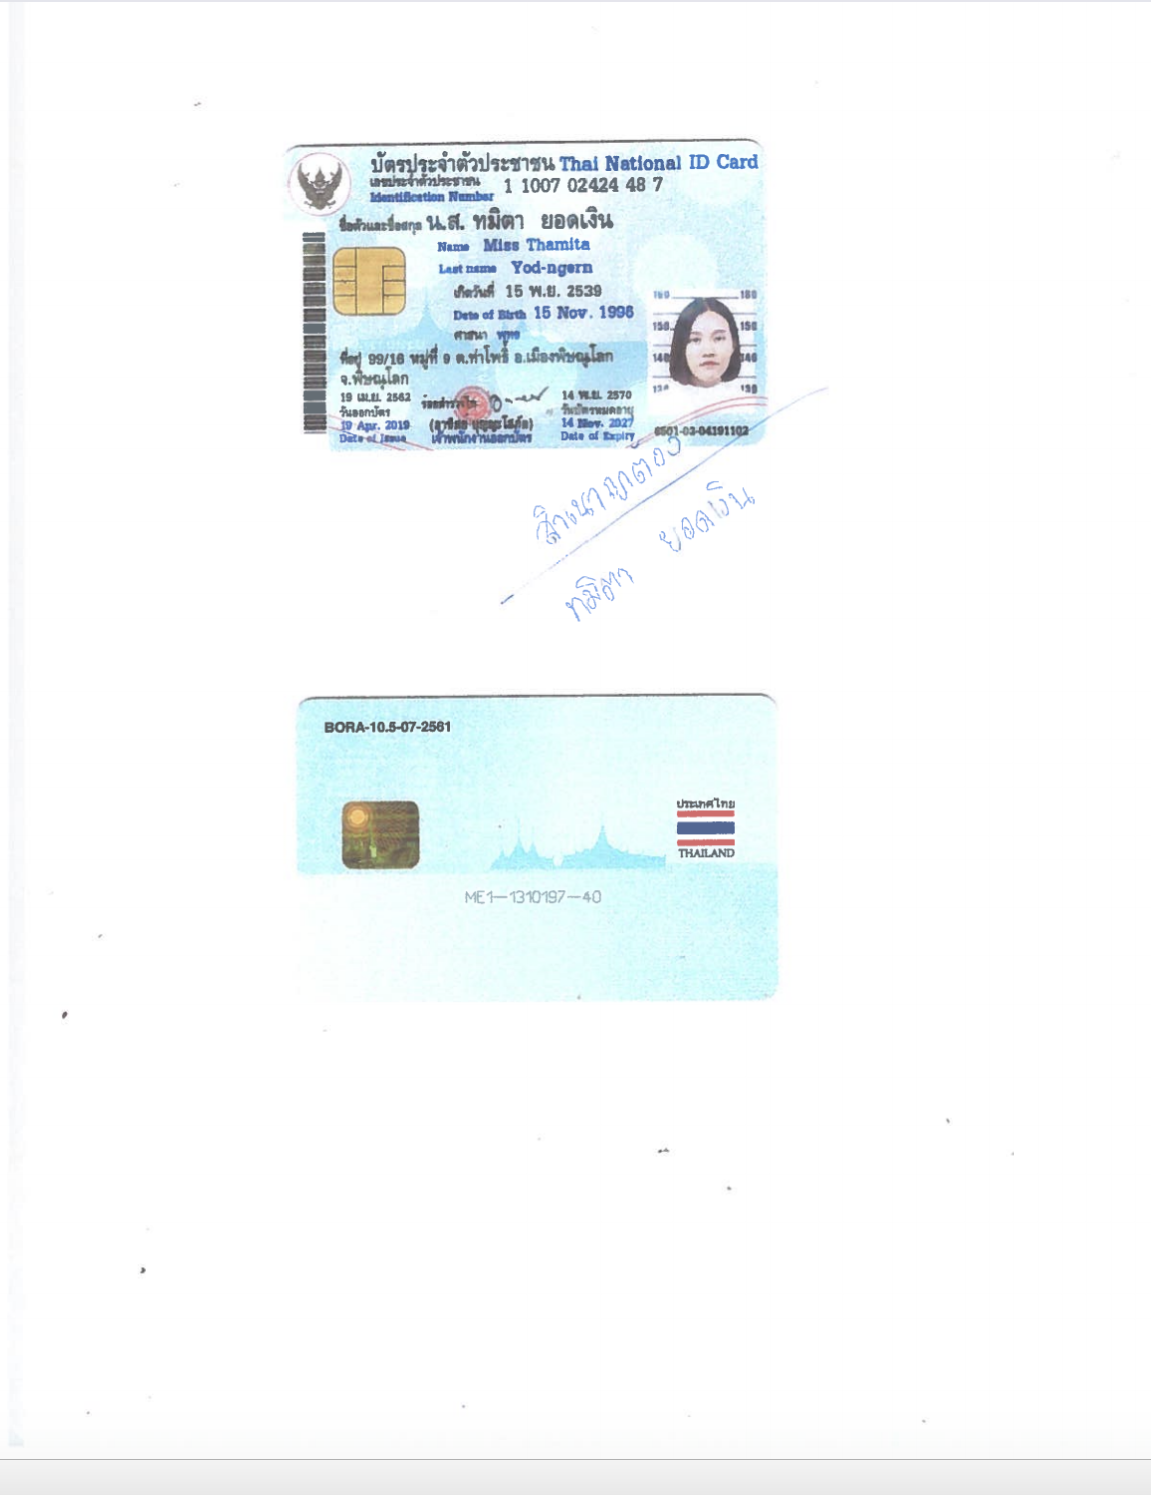 บัตรประจำตัวประชาชน Thai National ID Card
เลขประจำตัวประชาชน
Identification Number
1 1007 02424 48 7
ชื่อตัวและชื่อสกุล น.ส. ทมิตา ยอดเงิน
Name Miss Thamita
Last name Yod-ngern
เกิดวันที่ 15 พ.ย. 2539
Date of Birth 15 Nov. 1996
ศาสนา พุทธ
ที่อยู่ 99/16 หมู่ที่ 9 ต.ท่าโพธิ์ อ.เมืองพิษณุโลก
จ.พิษณุโลก
19 เม.ย. 2562
วันออกบัตร
19 Apr. 2019
Date of Issue
ร้อยตำรวจโท
เจ้าพนักงานออกบัตร
14 พ.ย. 2570
วันบัตรหมดอายุ
14 Nov. 2027
Date of Expiry
180 180
150 150
140 140
130 130
6501-03-04191102
สำเนาถูกต้อง
ทมิตา ยอดเงิน
BORA-10.5-07-2561
ประเทศไทย
THAILAND
ME1-1310197-40